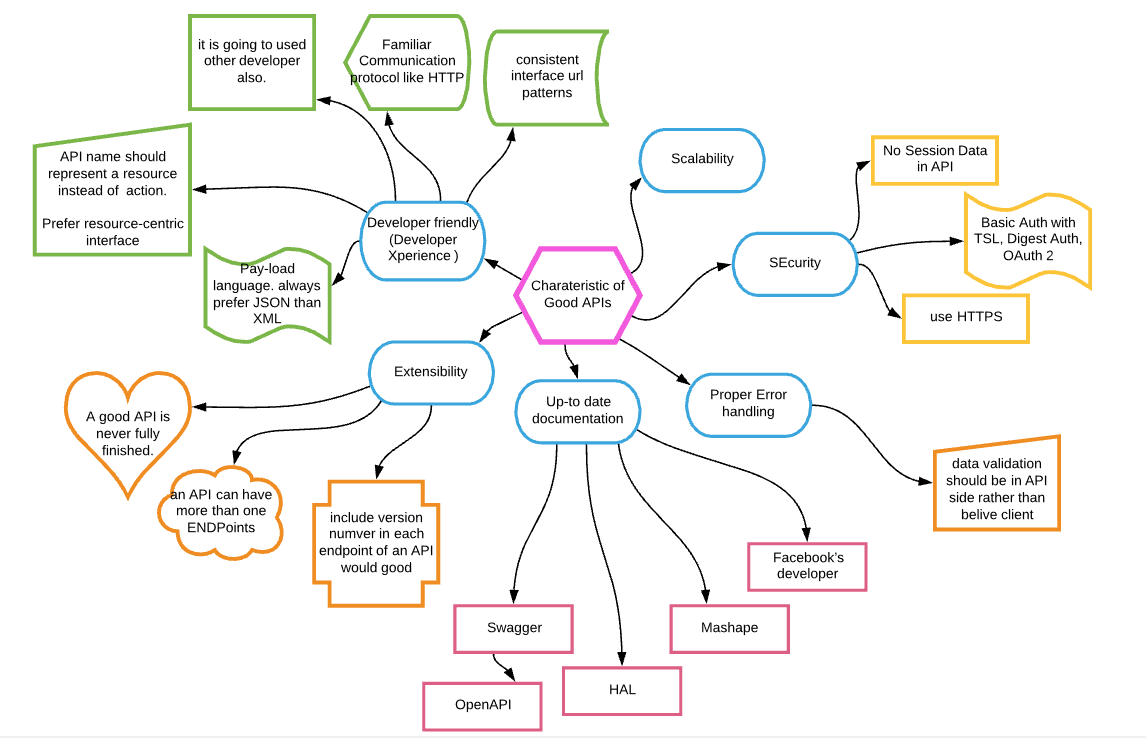 it is going to used
other developer
also.
Familiar
Communication
protocol like HTTP
consistent
interface url
patterns
API name should
represent a resource
instead of  action.
Prefer resource-centric
interface
Developer friendly
(Developer
Xperience )
Pay-load
language. always
prefer JSON than
XML
Scalability
No Session Data
in API
Basic Auth with
TSL, Digest Auth,
OAuth 2
SEcurity
use HTTPS
Charateristic of
Good APIs
Extensibility
A good API is
never fully
finished.
an API can have
more than one
ENDPoints
include version
numver in each
endpoint of an API
would good
Up-to date
documentation
Proper Error
handling
data validation
should be in API
side rather than
belive client
Facebook's
developer
Swagger
Mashape
HAL
OpenAPI